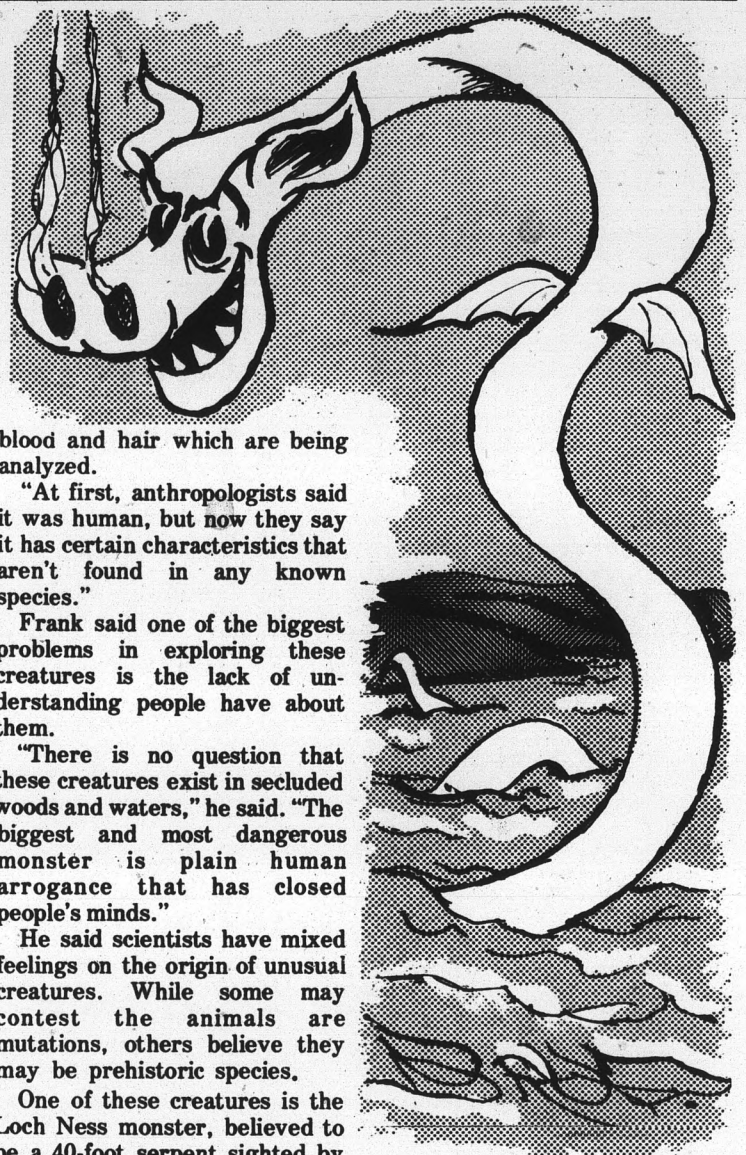 blood and hair which are being
analyzed.
"At first, anthropologists said
it was human, but now they say
it has certain characteristics that
aren't found in any known
species."
Frank said one of the biggest
problems in exploring these
creatures is the lack of un-
derstanding people have about
them.
"There is no question that
these creatures exist in secluded
woods and waters," he said. "The
biggest and most dangerous
monster is plain human
arrogance that has closed
people's minds."
He said scientists have mixed
feelings on the origin of unusual
creatures. While some may
contest the animals are
mutations, others believe they
may be prehistoric species.
One of these creatures is the
Loch Ness monster, believed to
be a 40-foot serpent sighted by